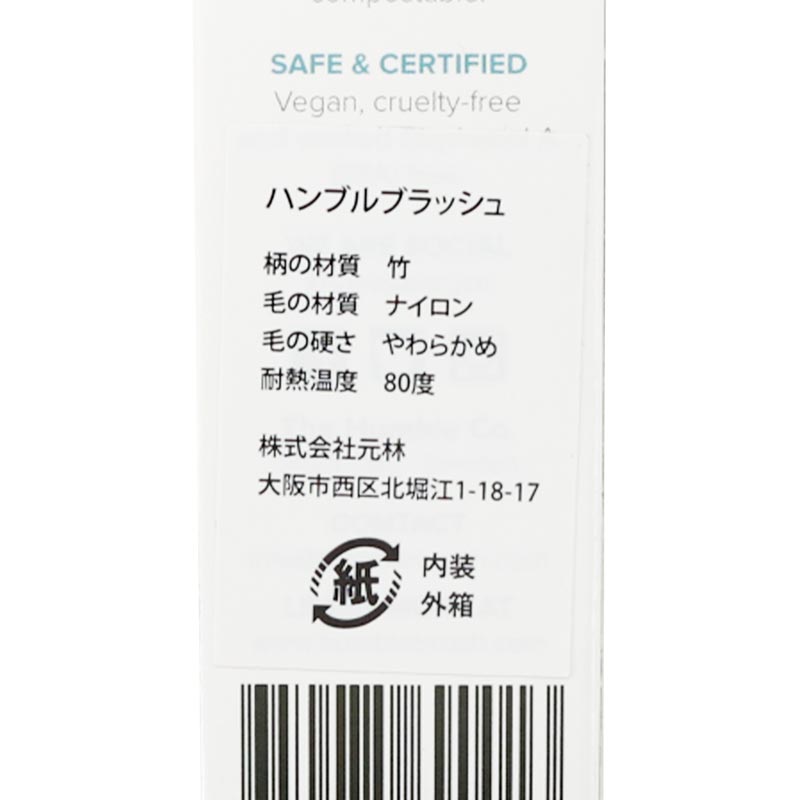 SAFE & CERTIFIED
Vegan, cruelty-free
ハンブルブラッシュ
柄の材質 竹
毛の材質 ナイロン
毛の硬さ やわらかめ
耐熱温度 80度
株式会社元林
大阪市西区北堀江1-18-17
紙 内装
外箱